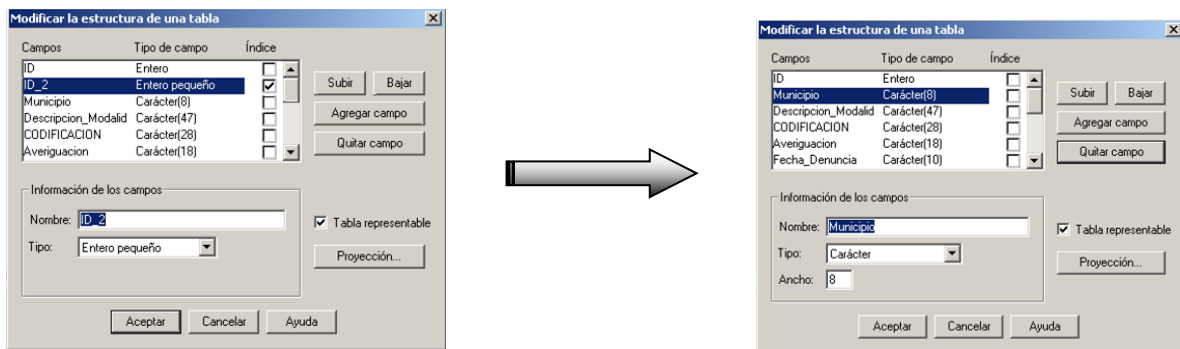 Modificar la estructura de una tabla
Campos Tipo de campo Índice
ID Entero
ID_2 Entero pequeño
Municipio Carácter(8)
Descripcion_Modalid Carácter(47)
CODIFICACION Carácter(28)
Averiguacion Carácter(18)
Subir Bajar
Agregar campo
Quitar campo
Información de los campos
Nombre: ID_2
Tipo: Entero pequeño
Tabla representable
Proyección...
Aceptar Cancelar Ayuda
Modificar la estructura de una tabla
Campos Tipo de campo Índice
ID Entero
Municipio Carácter(8)
Descripcion_Modalid Carácter(47)
CODIFICACION Carácter(28)
Averiguacion Carácter(18)
Fecha_Denuncia Carácter(10)
Subir Bajar
Agregar campo
Quitar campo
Información de los campos
Nombre: Municipio
Tipo: Carácter
Ancho: 8
Tabla representable
Proyección...
Aceptar Cancelar Ayuda